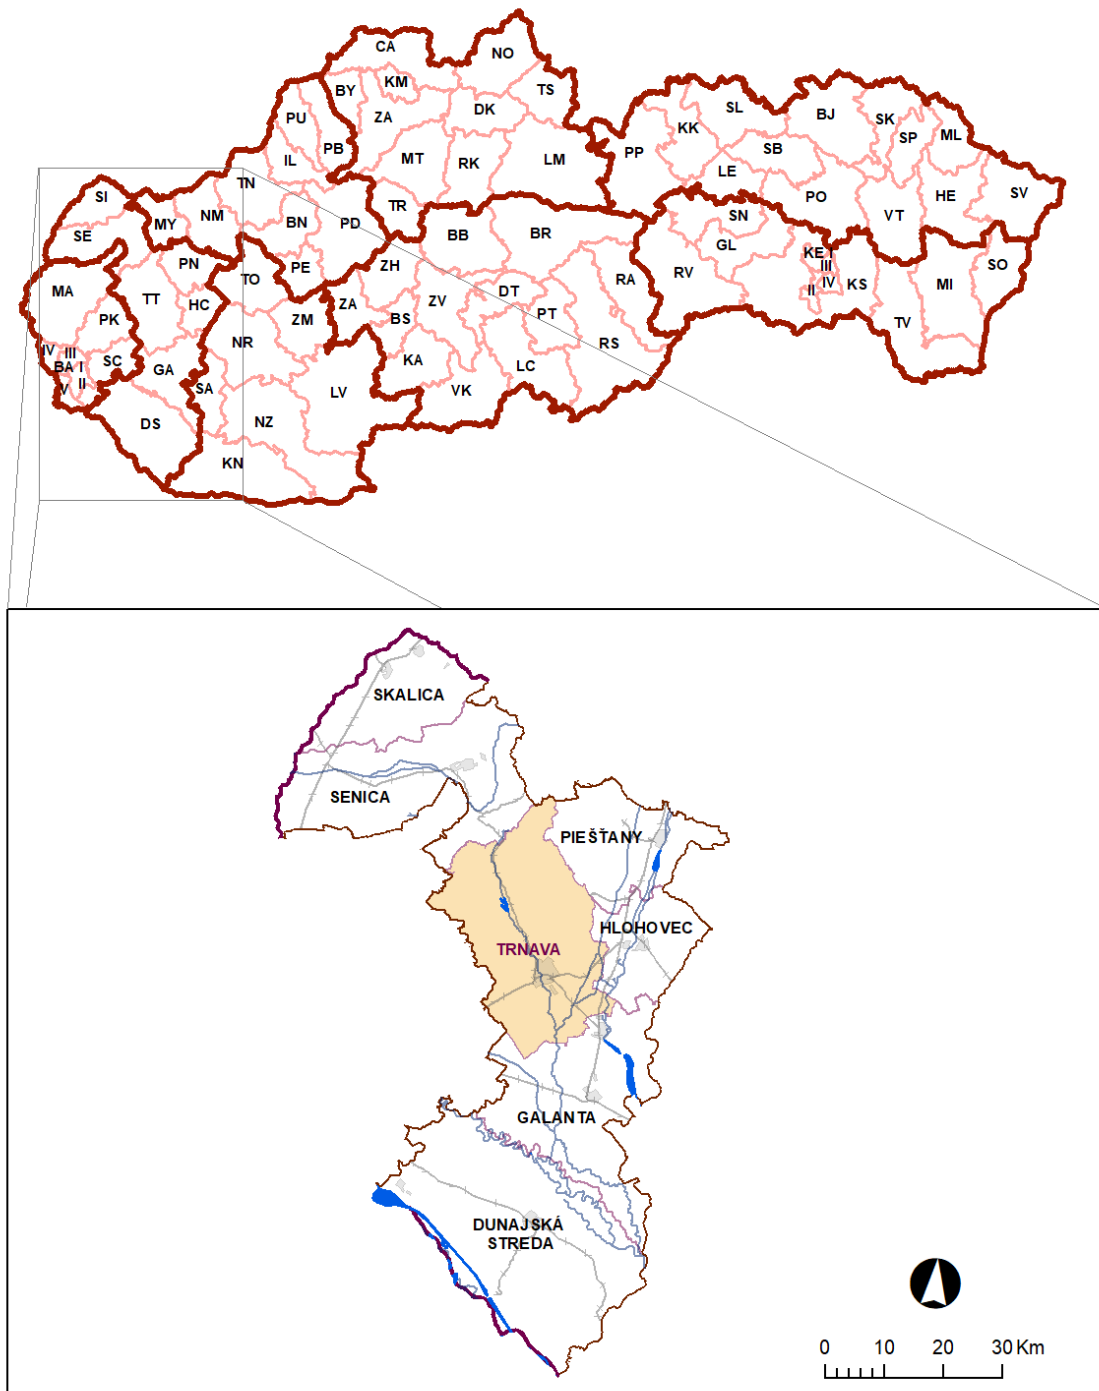 CA
NO
BY
KM
TS
PU
ZA
DK
PB
IL
MT
RK
LM
PP
KK
SL
BJ
SK
SP
ML
SB
LE
PO
HE
SV
VT
SI
SE
MY
NM
TN
BN
PD
TR
BB
BR
SN
GL
RV
KE I
III
IV
II
KS
MI
SO
TV
MA
PN
TT
HC
TO
PE
ZH
ZA
ZM
BS
ZV
DT
PT
RA
RS
PK
IV
III
BA
I
II
V
SC
GA
NR
SA
KA
LC
VK
LV
DS
NZ
KN
SKALICA
SENICA
PIEŠŤANY
HLOHOVEC
TRNAVA
GALANTA
DUNAJSKÁ
STREDA
0 10 20 30 Km